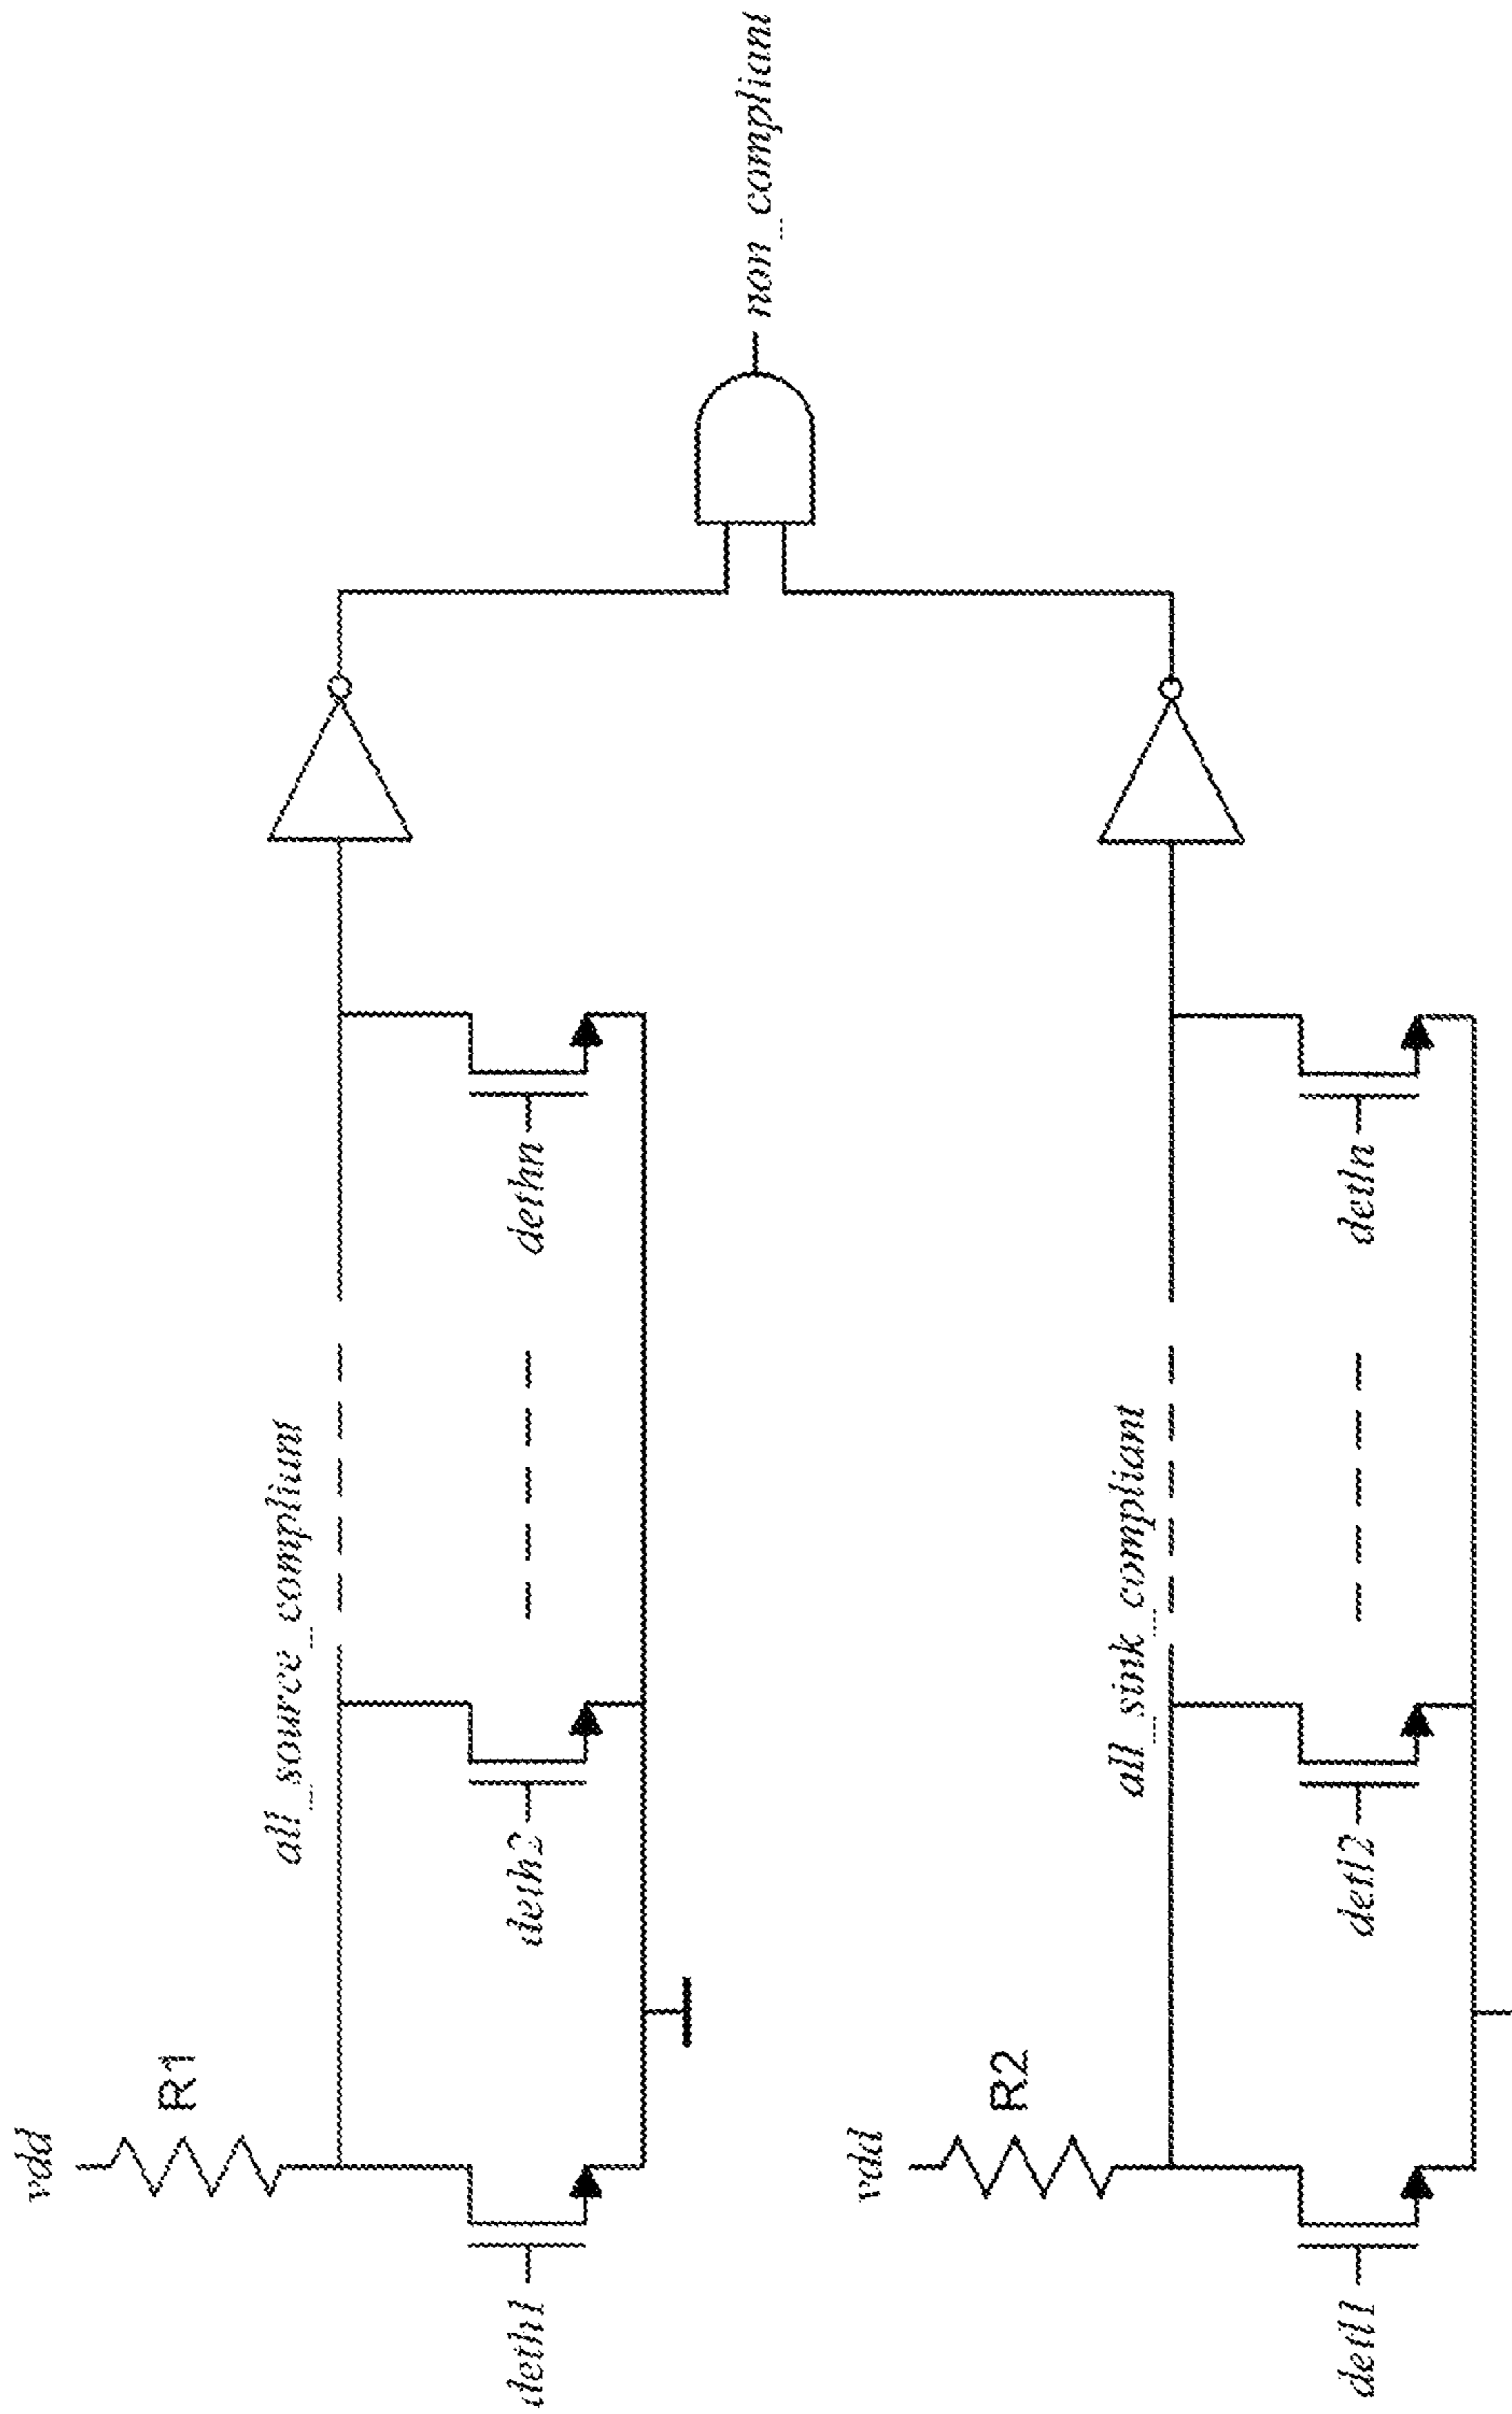 vdd
R1
all_source_compliant
deth1
deth2
dethn
non_compliant
vdd
R2
all_sink_compliant
detl1
detl2
detln